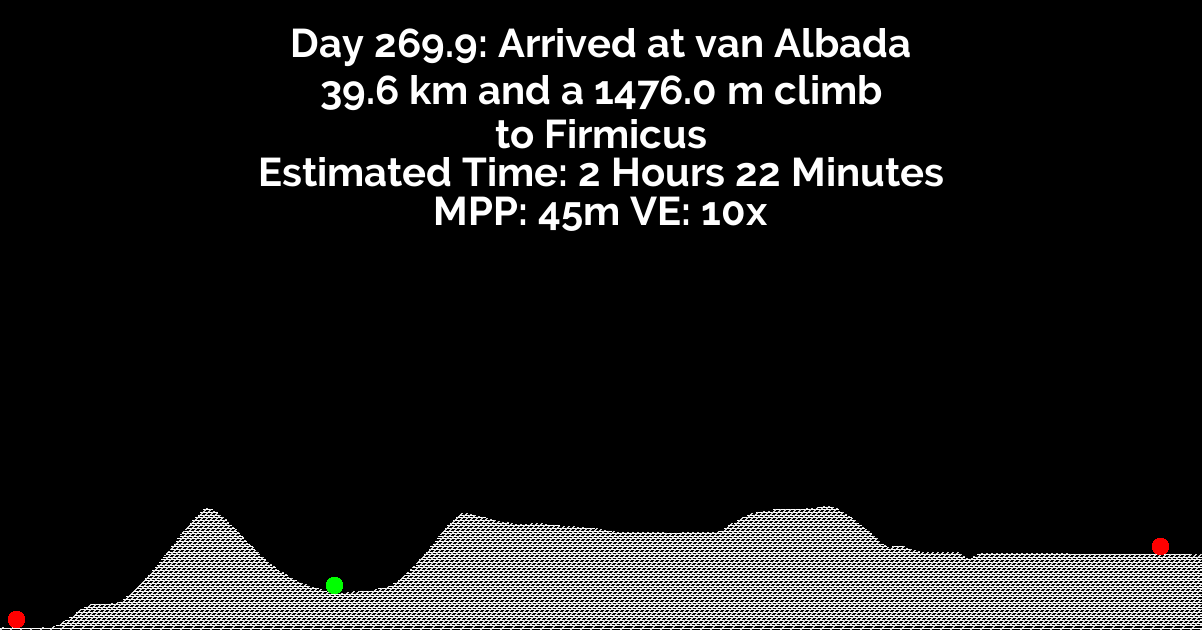 Day 269.9: Arrived at van Albada
39.6 km and a 1476.0 m climb
to Firmicus
Estimated Time: 2 Hours 22 Minutes
MPP: 45m VE: 10x